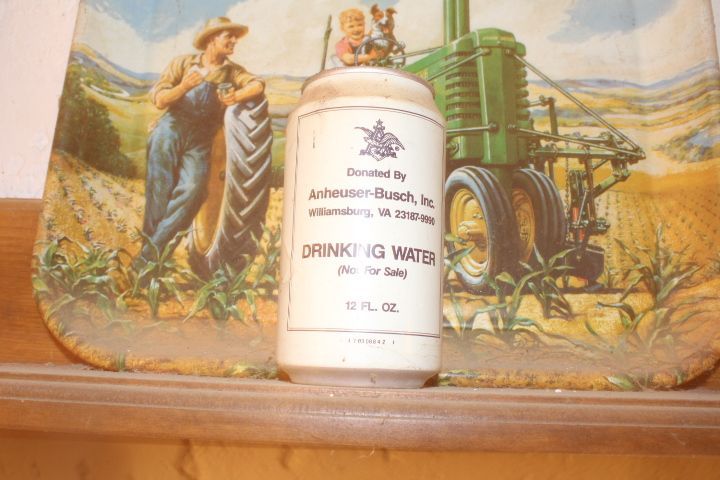 Donated By
Anheuser-Busch, Inc.
Williamsburg, VA 23187-9990
DRINKING WATER
(Not For Sale)
12 FL. OZ.